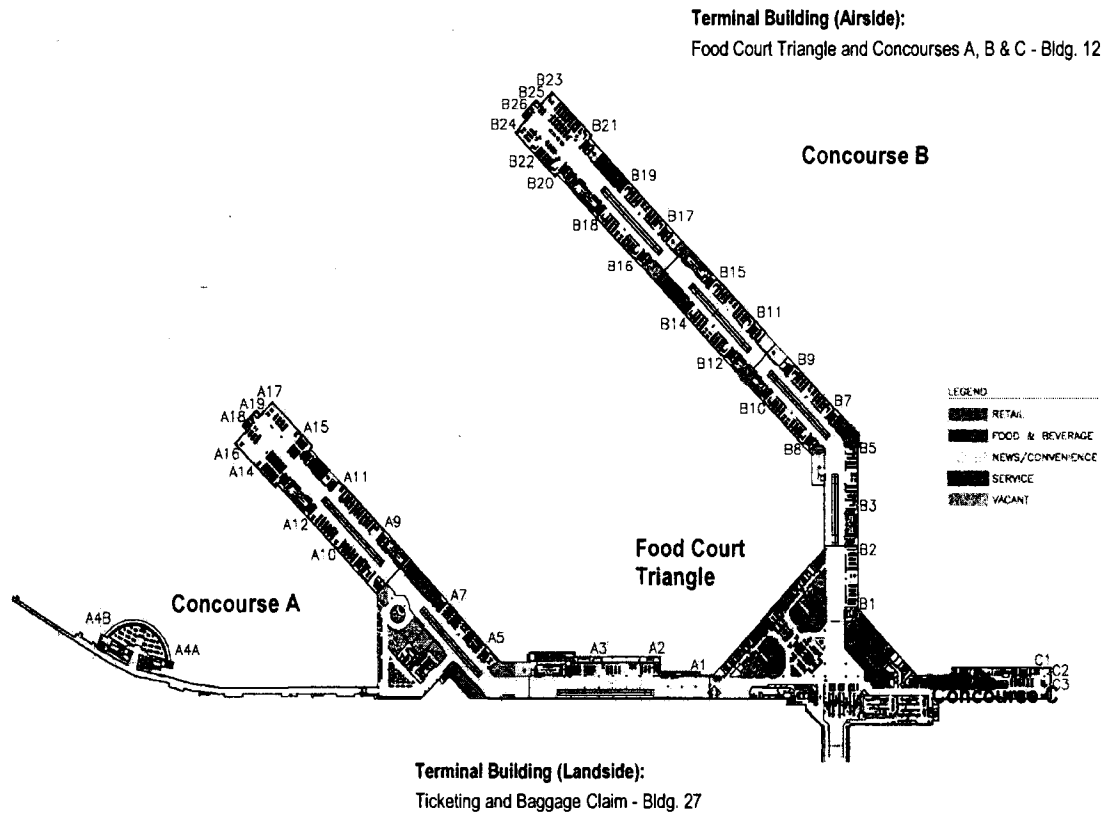 Terminal Building (Airside):
Food Court Triangle and Concourses A, B & C - Bldg. 12
B23
B25
B26
B24
B21
Concourse B
B22
B20
B19
B17
B18
B16
B15
B11
B14
B12
B9
B10
B7
B8
B5
LEGEND
RETAIL
FOOD & BEVERAGE
NEWS/CONVENIENCE
SERVICE
VACANT
A17
A19
A18
A15
A16
A14
A11
A12
A9
A10
B3
B2
Food Court
Triangle
Concourse A
A7
B1
A4B
A4A
A5
A3
A2
A1
C1
C2
C3
Concourse C
Terminal Building (Landside):
Ticketing and Baggage Claim - Bldg. 27